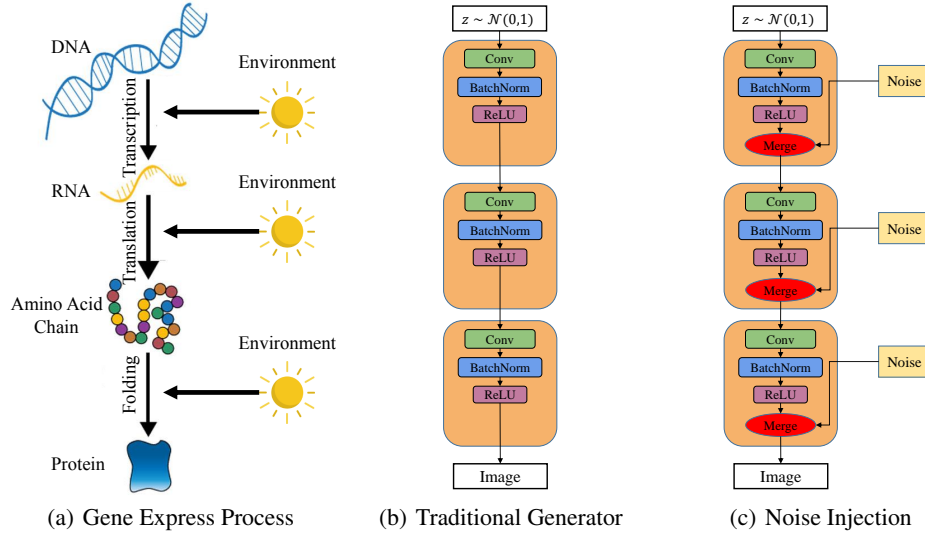 DNA
Environment
Transcription
RNA
Environment
Translation
Amino Acid
Chain
Environment
Folding
Protein
(a) Gene Express Process
z ~ 𝒩(0,1)
Conv
BatchNorm
ReLU
Conv
BatchNorm
ReLU
Conv
BatchNorm
ReLU
Image
(b) Traditional Generator
z ~ 𝒩(0,1)
Conv
BatchNorm
ReLU
Merge
Noise
Conv
BatchNorm
ReLU
Merge
Noise
Conv
BatchNorm
ReLU
Merge
Noise
Image
(c) Noise Injection